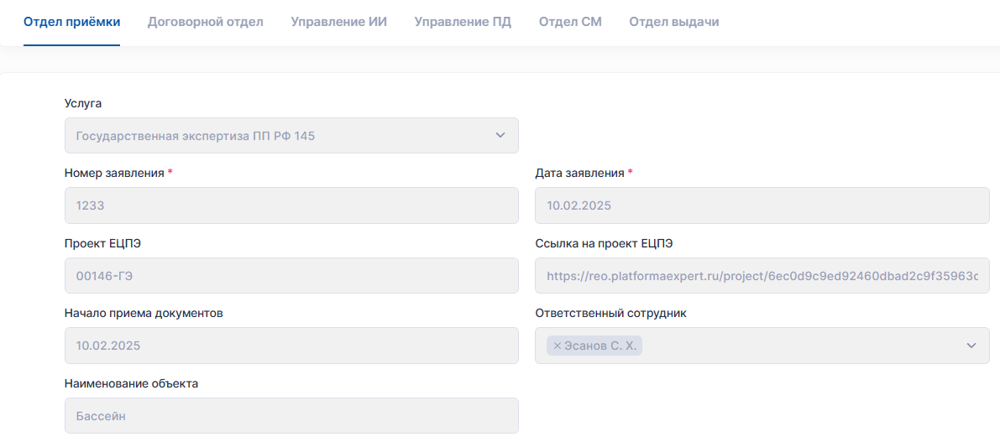 Отдел приёмки Договорной отдел Управление ИИ Управление ПД Отдел СМ Отдел выдачи
Услуга
Государственная экспертиза ПП РФ 145
Номер заявления * Дата заявления *
1233 10.02.2025
Проект ЕЦПЭ Ссылка на проект ЕЦПЭ
00146-ГЭ https://reo.platformaexpert.ru/project/6ec0d9c9ed92460dbad2c9f35963c
Начало приема документов Ответственный сотрудник
10.02.2025 × Эсанов С. Х.
Наименование объекта
Бассейн